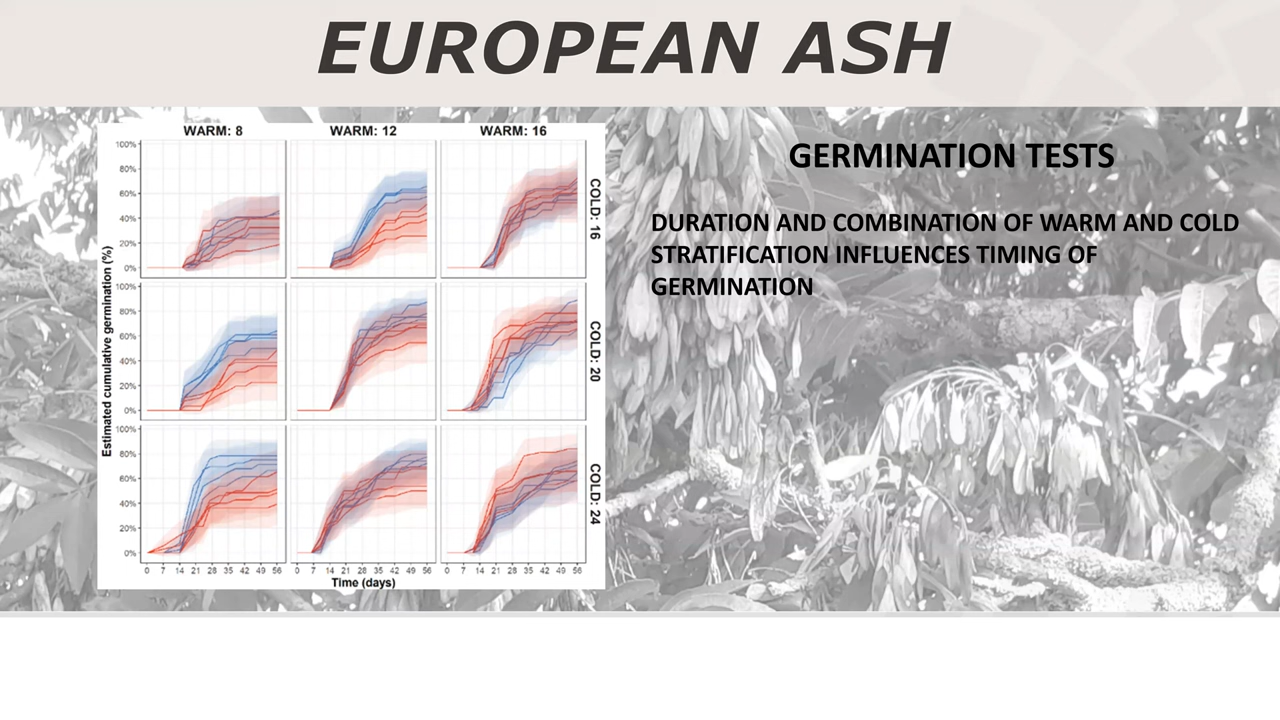 EUROPEAN ASH
WARM: 8 WARM: 12 WARM: 16
Estimated cumulative germination (%)
100%
80%
60%
40%
20%
0%
COLD: 16
100%
80%
60%
40%
20%
0%
COLD: 20
100%
80%
60%
40%
20%
0%
COLD: 24
0 7 14 21 28 35 42 49 56 0 7 14 21 28 35 42 49 56 0 7 14 21 28 35 42 49 56
Time (days)
GERMINATION TESTS
DURATION AND COMBINATION OF WARM AND COLD
STRATIFICATION INFLUENCES TIMING OF
GERMINATION